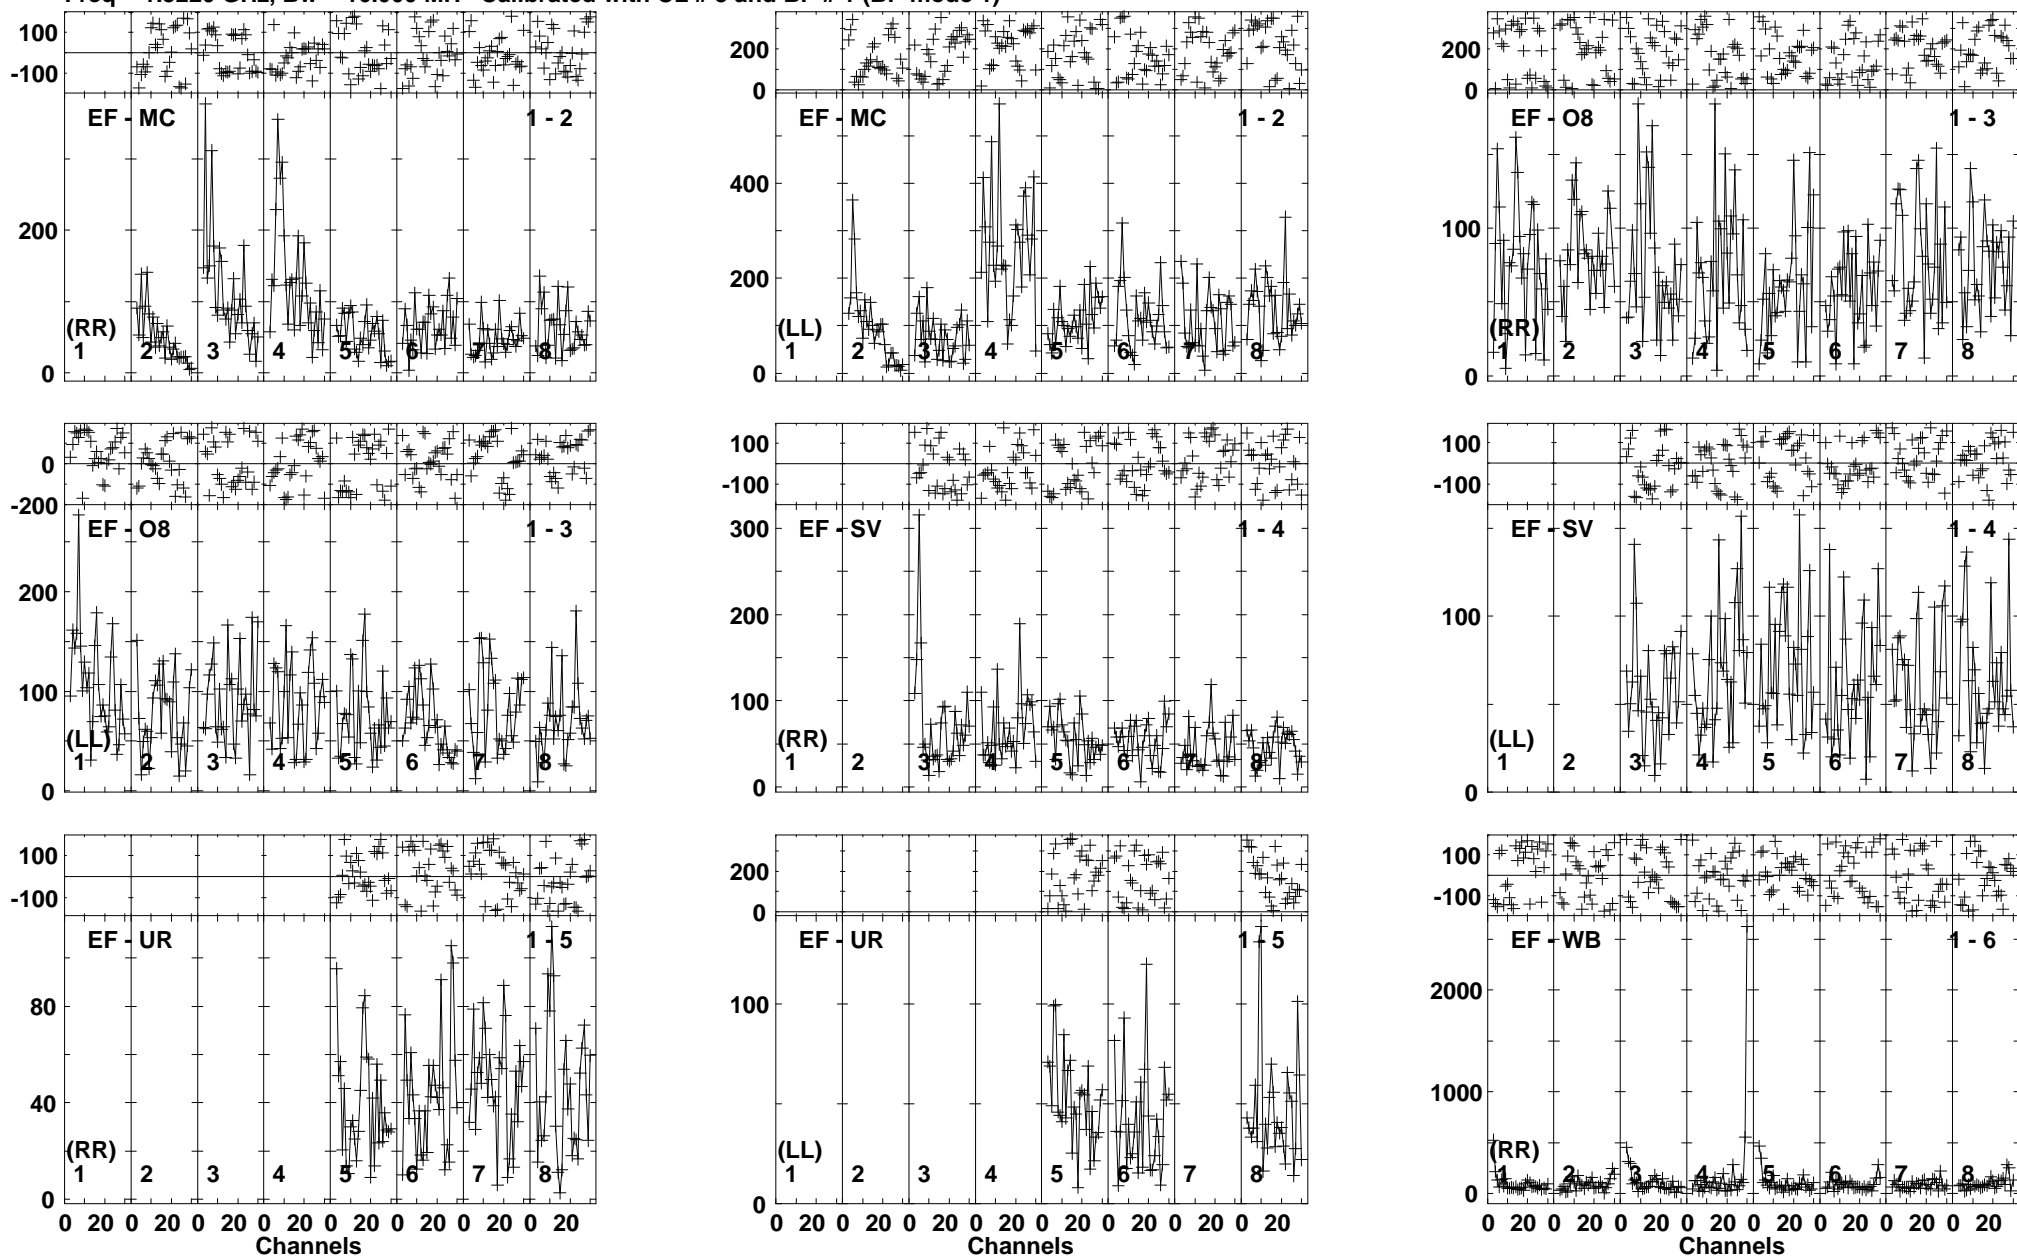 100 -100 EF - MC 1 - 2 200 0 (RR) 1 2 3 4 5 6 7 8
200 0 EF - MC 1 - 2 400 200 0 (LL) 1 2 3 4 5 6 7 8
200 0 EF - O8 1 - 3 100 0 (RR) 1 2 3 4 5 6 7 8
0 -200 EF - O8 1 - 3 200 100 0 (LL) 1 2 3 4 5 6 7 8
100 -100 EF - SV 1 - 4 300 200 100 0 (RR) 1 2 3 4 5 6 7 8
100 -100 EF - SV 1 - 4 100 0 (LL) 1 2 3 4 5 6 7 8
100 -100 EF - UR 1 - 5 80 40 0 (RR) 1 2 3 4 5 6 7 8
0 20 0 20 0 20 0 20 0 20 0 20 0 20 0 20
Channels
200 0 EF - UR 1 - 5 100 0 (LL) 1 2 3 4 5 6 7 8
0 20 0 20 0 20 0 20 0 20 0 20 0 20 0 20
Channels
100 -100 EF - WB 1 - 6 2000 1000 0 (RR) 1 2 3 4 5 6 7 8
0 20 0 20 0 20 0 20 0 20 0 20 0 20 0 20
Channels